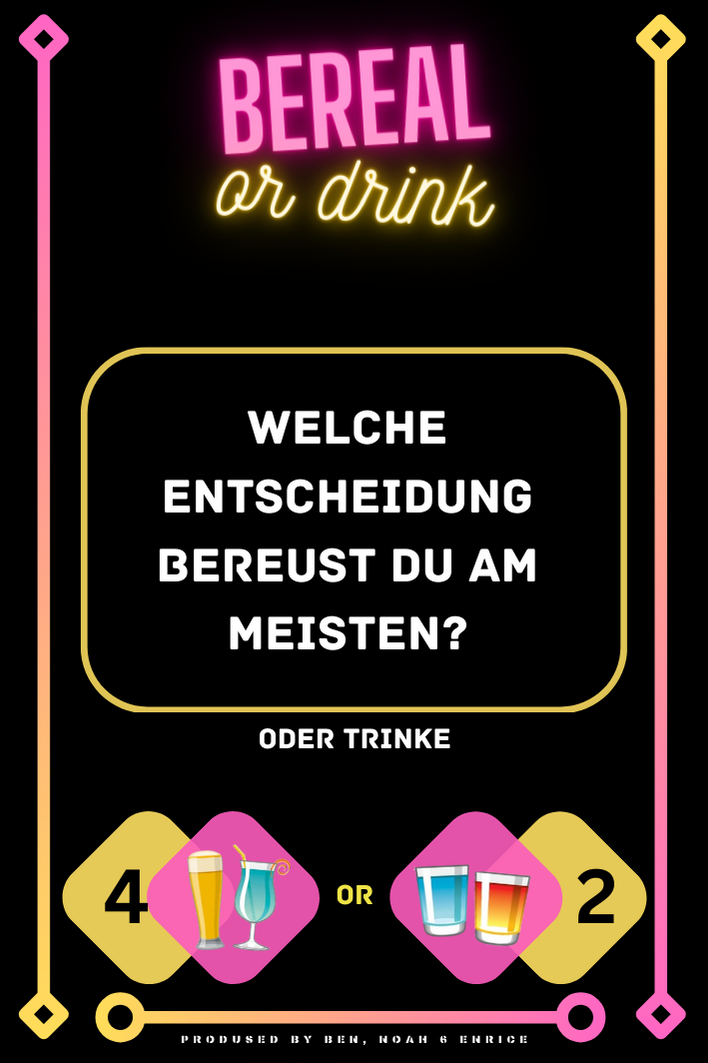 BEREAL
or drink
WELCHE
ENTSCHEIDUNG
BEREUST DU AM
MEISTEN?
ODER TRINKE
4 OR 2
PRODUSED BY BEN, NOAH & ENRICE